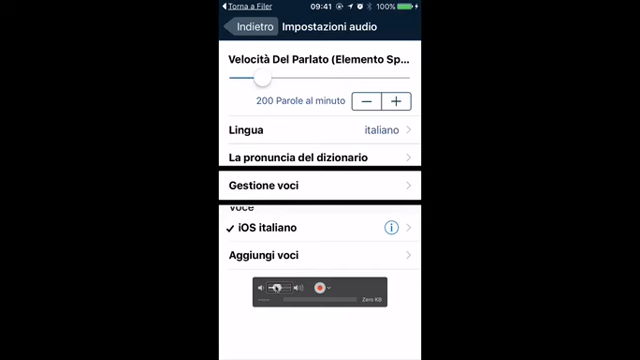 Torna a Filer 09:41 100%
Indietro Impostazioni audio
Velocità Del Parlato (Elemento Sp...
200 Parole al minuto
Lingua italiano
La pronuncia del dizionario
Gestione voci
Voce
iOS italiano
Aggiungi voci
Zero KB